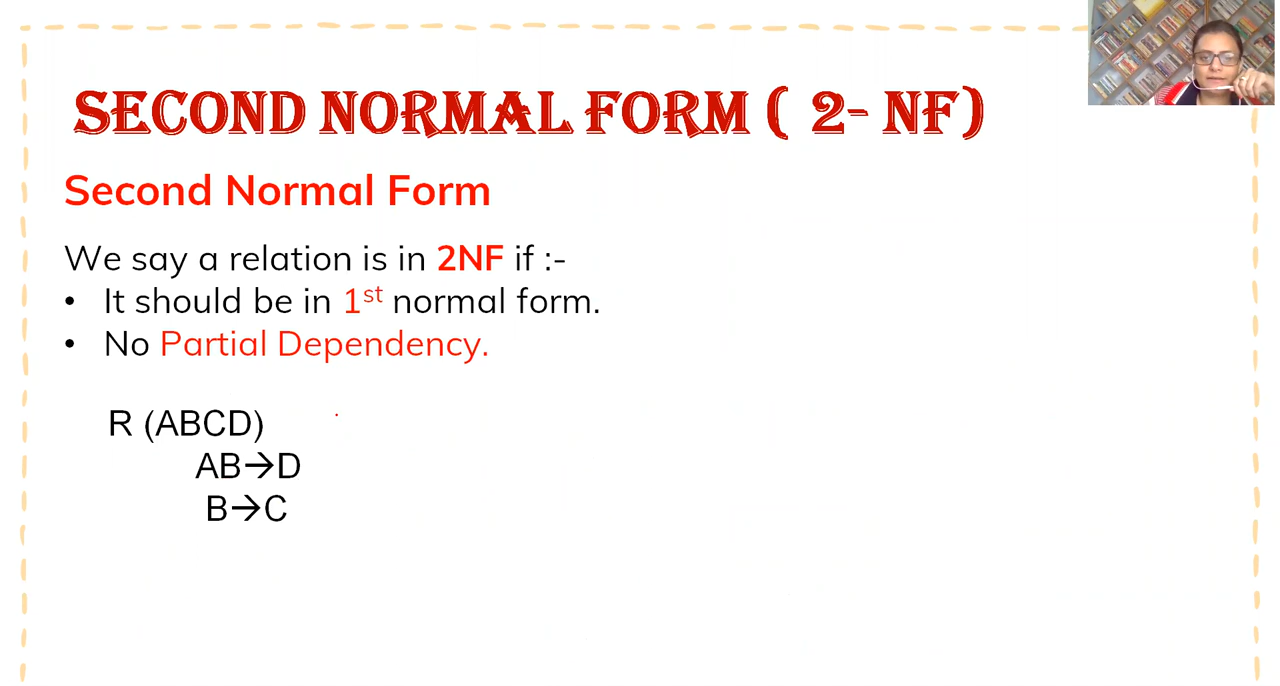 SECOND NORMAL FORM ( 2- NF)
Second Normal Form
We say a relation is in 2NF if :-
• It should be in 1st normal form.
• No Partial Dependency.
R (ABCD)
AB→D
B→C